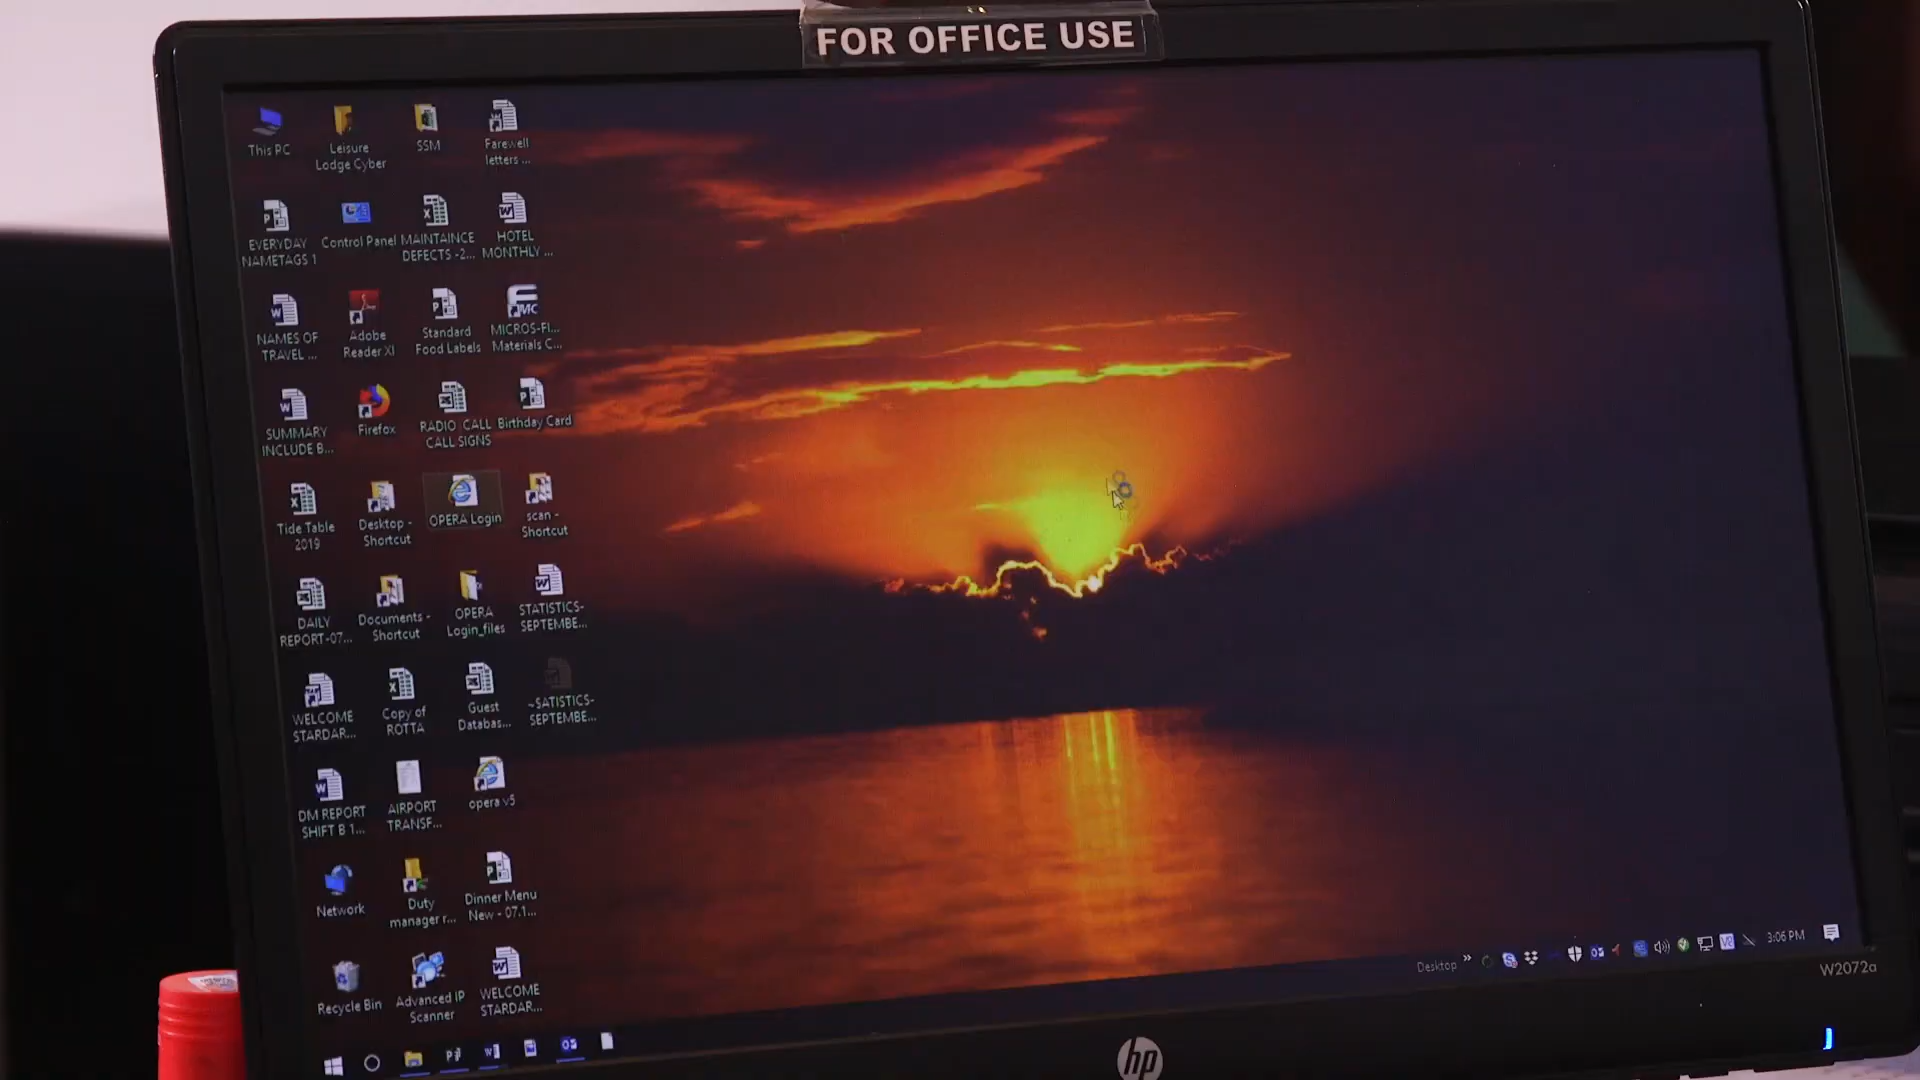 FOR OFFICE USE
This PC
Leisure
Lodge Cyber
SSM
Farewell
letters ...
EVERYDAY
NAMETAGS 1
Control Panel
MAINTAINCE
DEFECTS -2...
HOTEL
MONTHLY ...
NAMES OF
TRAVEL ...
Adobe
Reader XI
Standard
Food Labels
MICROS-FI...
Materials C...
SUMMARY
INCLUDE B...
Firefox
RADIO CALL
CALL SIGNS
Birthday Card
Tide Table
2019
Desktop -
Shortcut
OPERA Login
scan -
Shortcut
DAILY
REPORT-07...
Documents -
Shortcut
OPERA
Login_files
STATISTICS-
SEPTEMBE...
WELCOME
STARDAR...
Copy of
ROTTA
Guest
Databas...
~SATISTICS-
SEPTEMBE...
DM REPORT
SHIFT B 1...
AIRPORT
TRANSF...
opera v5
Network
Duty
manager r...
Dinner Menu
New - 07.1...
Recycle Bin
Advanced IP
Scanner
WELCOME
STARDAR...
Desktop
3:06 PM
W2072a
hp